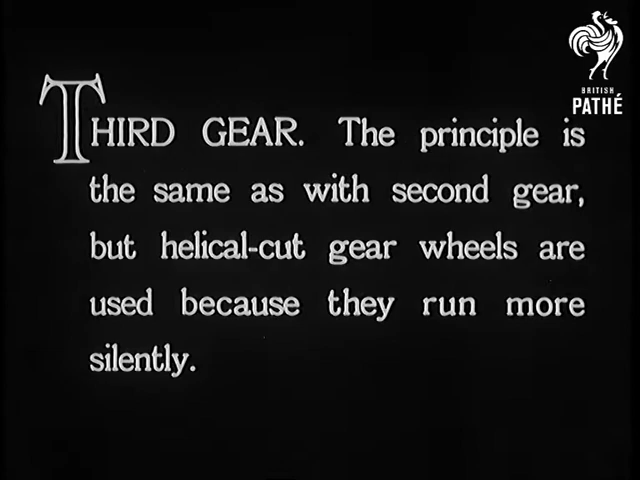 BRITISH
PATHÉ
THIRD GEAR. The principle is
the same as with second gear,
but helical-cut gear wheels are
used because they run more
silently.